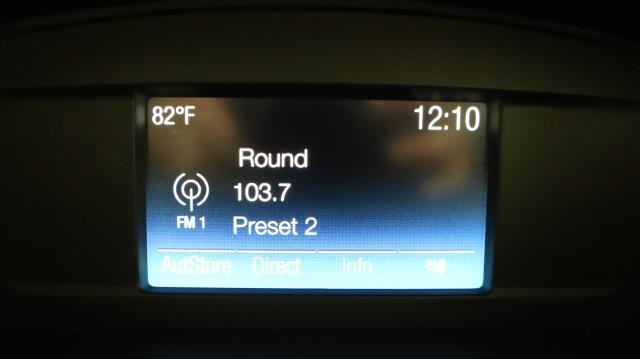 82°F 12:10
Round
103.7
FM 1 Preset 2
AutStore Direct Info